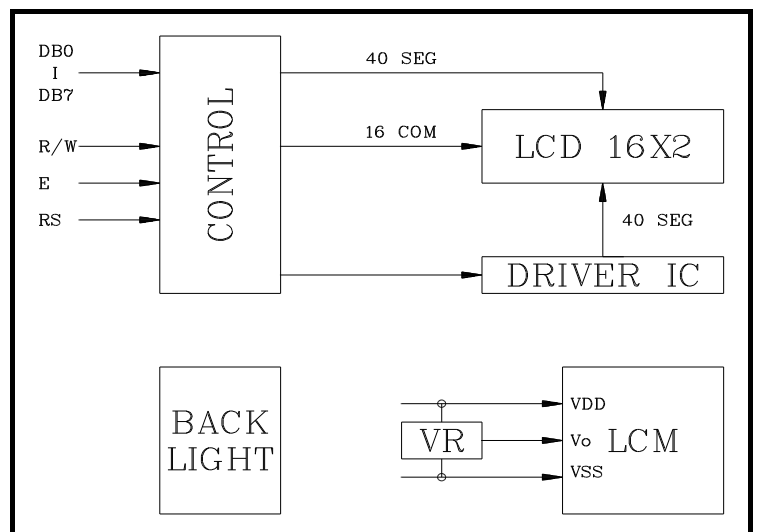 DB0
I
DB7
R/W
E
RS
CONTROL
40 SEG
16 COM
LCD 16X2
40 SEG
DRIVER IC
BACK
LIGHT
VR
VDD
Vo
VSS
LCM